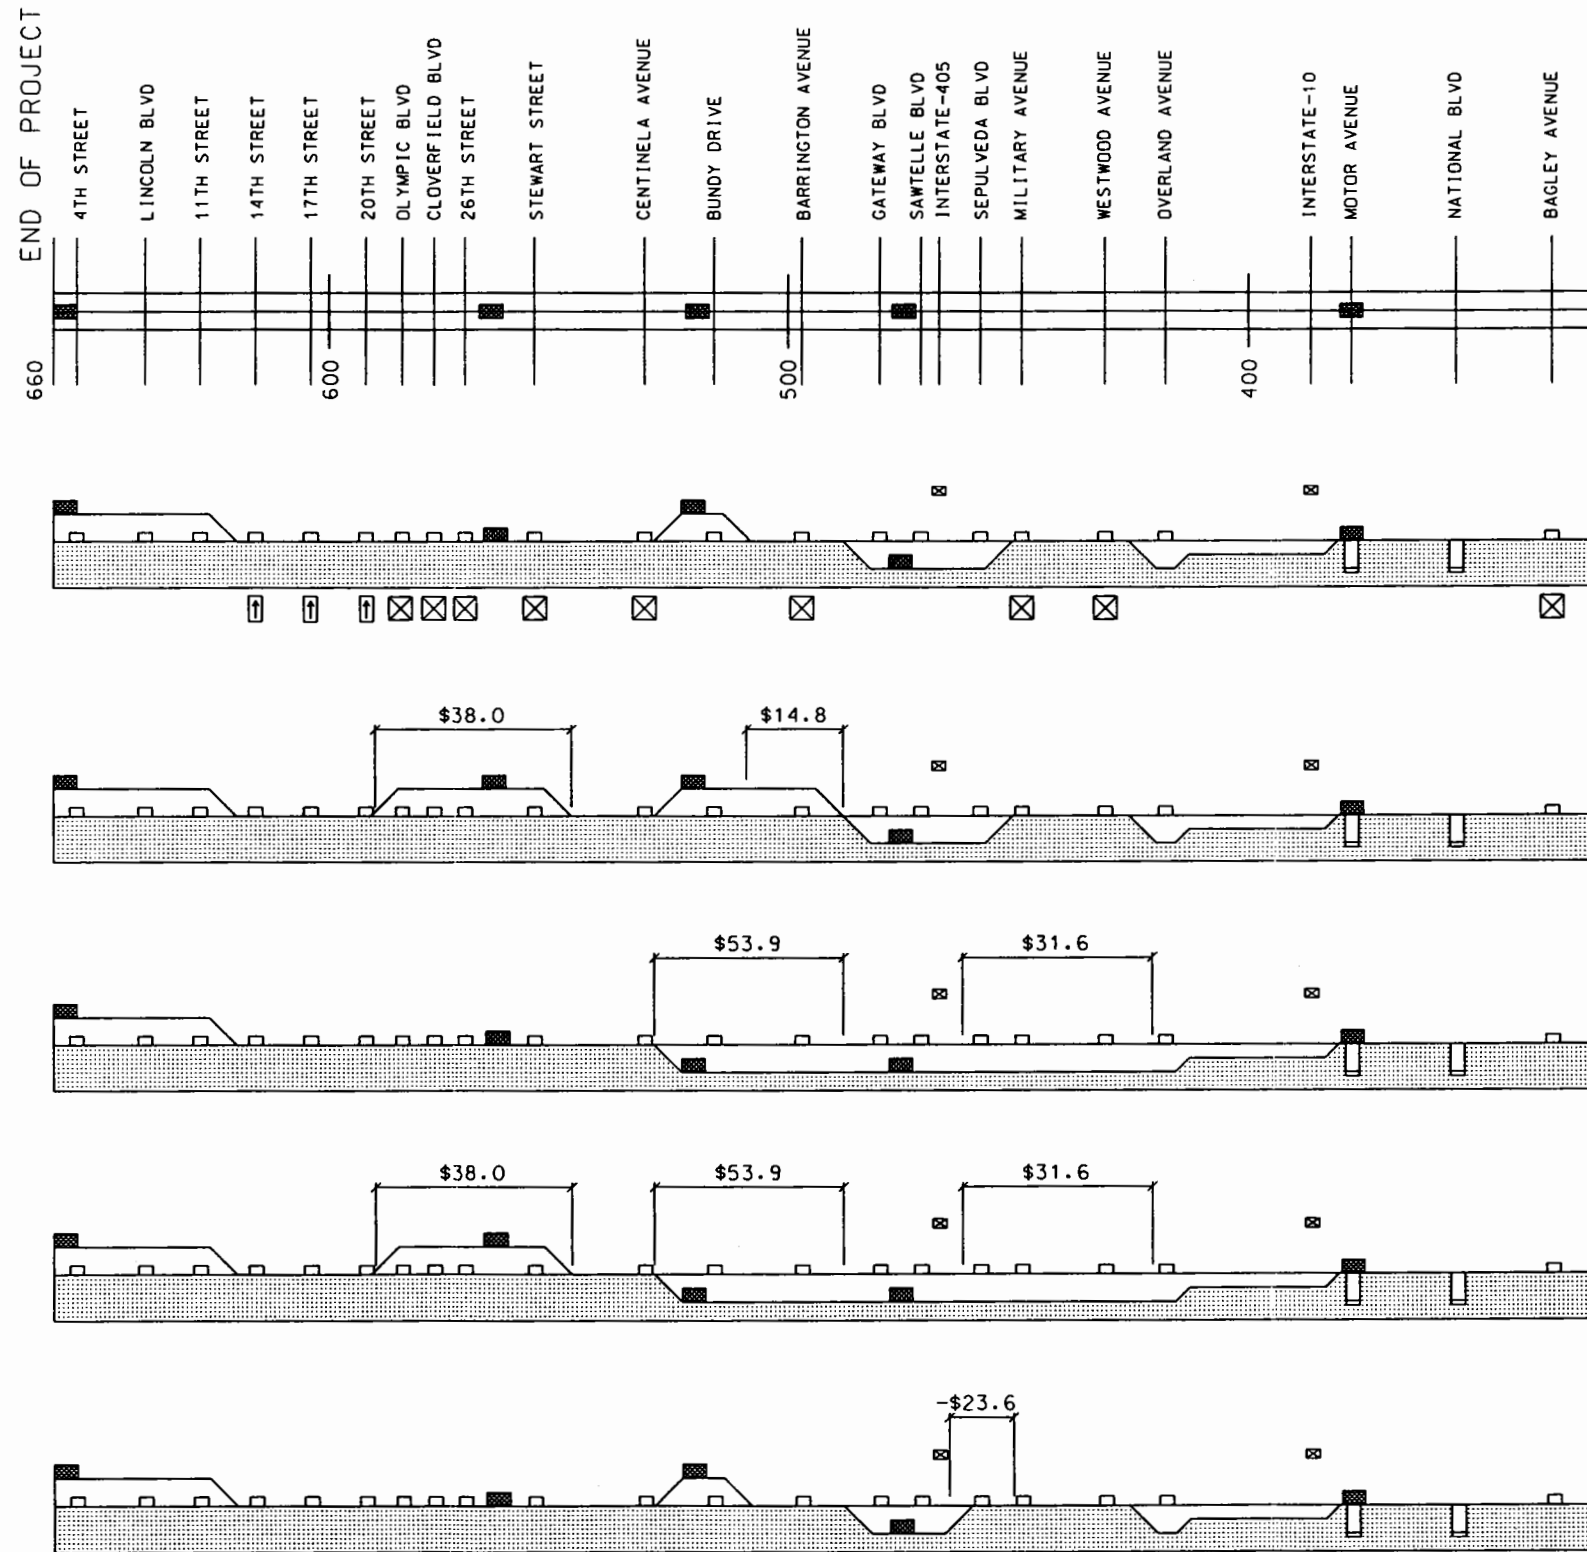 END OF PROJECT
4TH STREET
LINCOLN BLVD
11TH STREET
14TH STREET
17TH STREET
20TH STREET
OLYMPIC BLVD
CLOVERFIELD BLVD
26TH STREET
STEWART STREET
CENTINELA AVENUE
BUNDY DRIVE
BARRINGTON AVENUE
GATEWAY BLVD
SAWTELLE BLVD
INTERSTATE-405
SEPULVEDA BLVD
MILITARY AVENUE
WESTWOOD AVENUE
OVERLAND AVENUE
INTERSTATE-10
MOTOR AVENUE
NATIONAL BLVD
BAGLEY AVENUE
660
600
500
400
$38.0
$14.8
$53.9
$31.6
$38.0
$53.9
$31.6
-$23.6